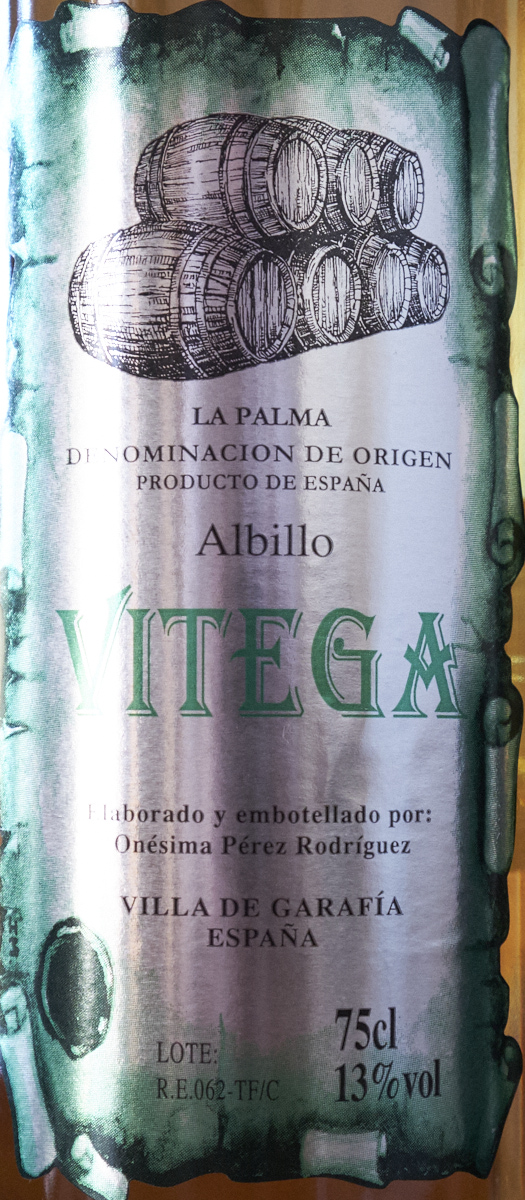 LA PALMA
DENOMINACION DE ORIGEN
PRODUCTO DE ESPAÑA
Albillo
VITEGA
Elaborado y embotellado por:
Onésima Pérez Rodríguez
VILLA DE GARAFÍA
ESPAÑA
75cl
LOTE:
R.E.062-TF/C
13% vol